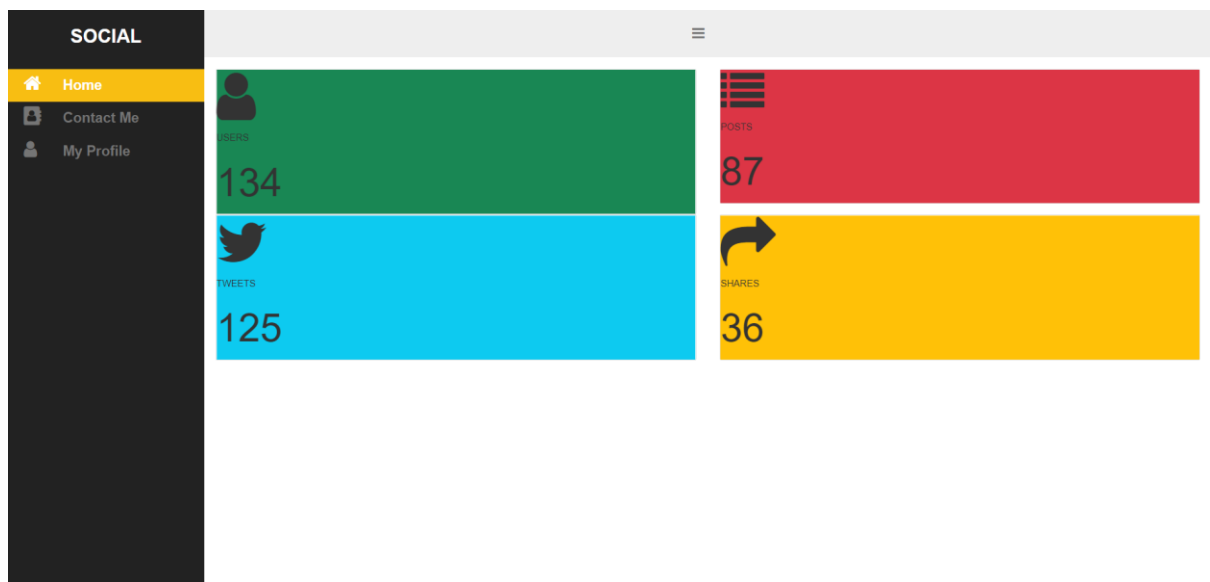 SOCIAL
Home
Contact Me
My Profile
USERS
134
POSTS
87
TWEETS
125
SHARES
36